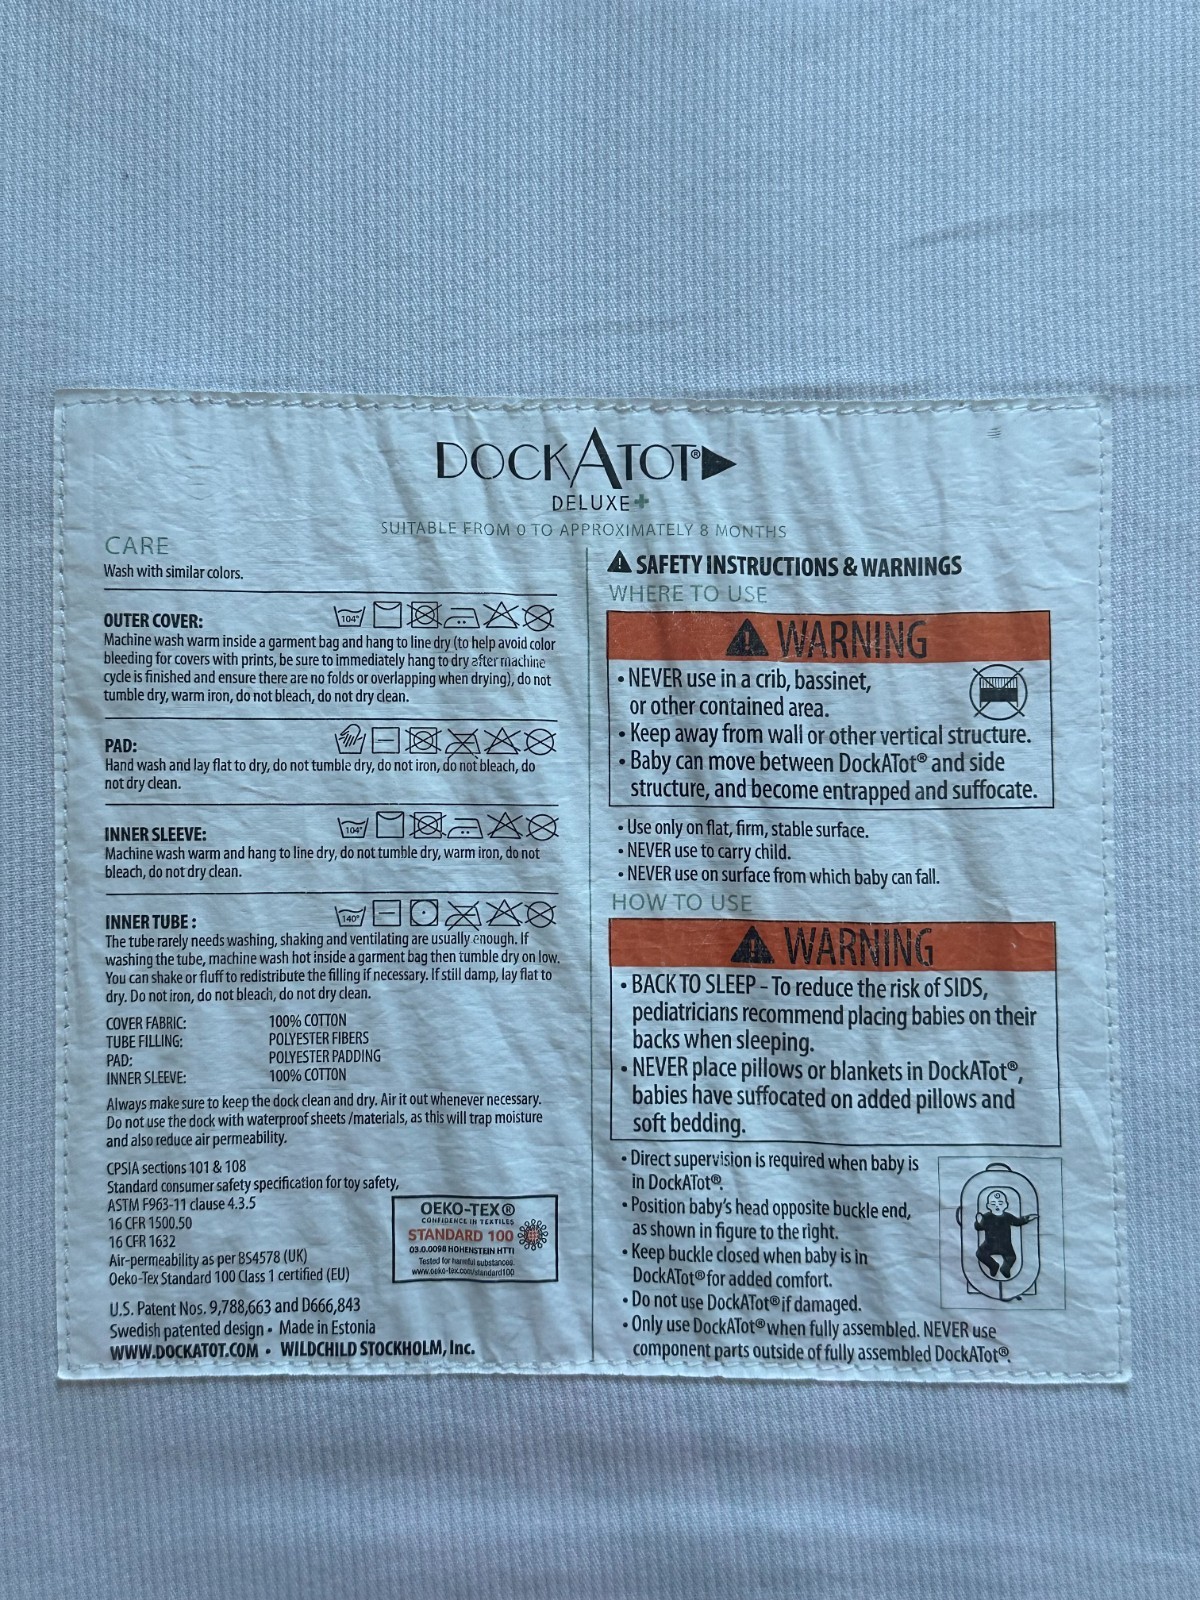 DOCKATOT®
DELUXE+
SUITABLE FROM 0 TO APPROXIMATELY 8 MONTHS
CARE
Wash with similar colors.
OUTER COVER:
104°
Machine wash warm inside a garment bag and hang to line dry (to help avoid color
bleeding for covers with prints, be sure to immediately hang to dry after machine
cycle is finished and ensure there are no folds or overlapping when drying), do not
tumble dry, warm iron, do not bleach, do not dry clean.
PAD:
Hand wash and lay flat to dry, do not tumble dry, do not iron, do not bleach, do
not dry clean.
INNER SLEEVE:
104°
Machine wash warm and hang to line dry, do not tumble dry, warm iron, do not
bleach, do not dry clean.
INNER TUBE :
140°
The tube rarely needs washing, shaking and ventilating are usually enough. If
washing the tube, machine wash hot inside a garment bag then tumble dry on low.
You can shake or fluff to redistribute the filling if necessary. If still damp, lay flat to
dry. Do not iron, do not bleach, do not dry clean.
COVER FABRIC: 100% COTTON
TUBE FILLING: POLYESTER FIBERS
PAD: POLYESTER PADDING
INNER SLEEVE: 100% COTTON
Always make sure to keep the dock clean and dry. Air it out whenever necessary.
Do not use the dock with waterproof sheets /materials, as this will trap moisture
and also reduce air permeability.
CPSIA sections 101 & 108
Standard consumer safety specification for toy safety,
ASTM F963-11 clause 4.3.5
16 CFR 1500.50
16 CFR 1632
Air-permeability as per BS4578 (UK)
Oeko-Tex Standard 100 Class 1 certified (EU)
OEKO-TEX®
CONFIDENCE IN TEXTILES
STANDARD 100
03.0.0098 HOHENSTEIN HTTI
Tested for harmful substances.
www.oeko-tex.com/standard100
U.S. Patent Nos. 9,788,663 and D666,843
Swedish patented design • Made in Estonia
WWW.DOCKATOT.COM • WILDCHILD STOCKHOLM, Inc.
SAFETY INSTRUCTIONS & WARNINGS
WHERE TO USE
WARNING
• NEVER use in a crib, bassinet,
or other contained area.
• Keep away from wall or other vertical structure.
• Baby can move between DockATot® and side
structure, and become entrapped and suffocate.
• Use only on flat, firm, stable surface.
• NEVER use to carry child.
• NEVER use on surface from which baby can fall.
HOW TO USE
WARNING
• BACK TO SLEEP – To reduce the risk of SIDS,
pediatricians recommend placing babies on their
backs when sleeping.
• NEVER place pillows or blankets in DockATot®,
babies have suffocated on added pillows and
soft bedding.
• Direct supervision is required when baby is
in DockATot®.
• Position baby's head opposite buckle end,
as shown in figure to the right.
• Keep buckle closed when baby is in
DockATot® for added comfort.
• Do not use DockATot® if damaged.
• Only use DockATot® when fully assembled. NEVER use
component parts outside of fully assembled DockATot®.